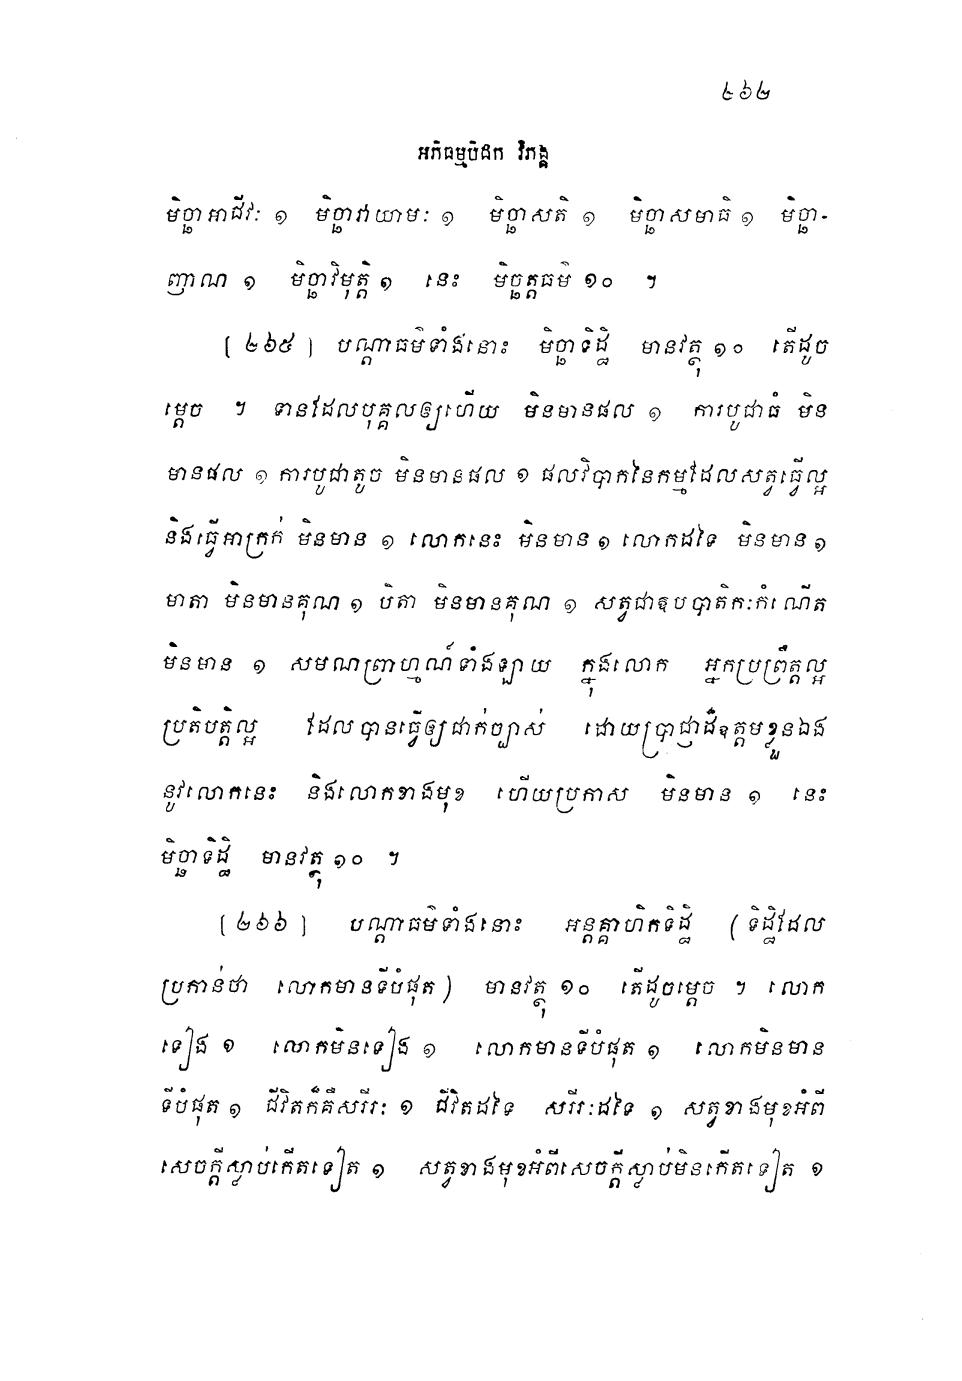 ៤៦២
អភិធម្មបិដក វិភង្គ
មិច្ឆាអាជីវៈ ១ មិច្ឆាវាយាមៈ ១ មិច្ឆាសតិ ១ មិច្ឆាសមាធិ ១ មិច្ឆា-
ញាណ ១ មិច្ឆាវិមុត្តិ ១ នេះ មិច្ឆត្តធម៌ ១០ ។
[ ៤៦៥ ] បណ្តាធម៌ទាំងនោះ មិច្ឆាទិដ្ឋិ មានវត្ថុ ១០ តើដូច
ម្តេច ។ ទានដែលបុគ្គលឲ្យហើយ មិនមានផល ១ ការបូជាធំ មិន
មានផល ១ ការបូជាតូច មិនមានផល ១ ផលវិបាកនៃកម្មដែលសត្វធ្វើល្អ
និងធ្វើអាក្រក់ មិនមាន ១ លោកនេះ មិនមាន ១ លោកដទៃ មិនមាន ១
មាតា មិនមានគុណ ១ បិតា មិនមានគុណ ១ សត្វជាឧបបាតិកៈកំណើត
មិនមាន ១ សមណព្រាហ្មណ៍ទាំងឡាយ ក្នុងលោក អ្នកប្រព្រឹត្តល្អ
ប្រតិបត្តិល្អ ដែលបានធ្វើឲ្យជាក់ច្បាស់ ដោយប្រាជ្ញាដ៏ឧត្តមខ្លួនឯង
នូវលោកនេះ និងលោកខាងមុខ ហើយប្រកាស មិនមាន ១ នេះ
មិច្ឆាទិដ្ឋិ មានវត្ថុ ១០ ។
[ ៤៦៦ ] បណ្តាធម៌ទាំងនោះ អន្តគ្គាហិកទិដ្ឋិ ( ទិដ្ឋិដែល
ប្រកាន់ថា លោកមានទីបំផុត ) មានវត្ថុ ១០ តើដូចម្តេច ។ លោក
ទៀង ១ លោកមិនទៀង ១ លោកមានទីបំផុត ១ លោកមិនមាន
ទីបំផុត ១ ជីវិតក៏គឺសរីរៈ ១ ជីវិតដទៃ សរីរៈដទៃ ១ សត្វខាងមុខអំពី
សេចក្តីស្លាប់កើតទៀត ១ សត្វខាងមុខអំពីសេចក្តីស្លាប់មិនកើតទៀត ១